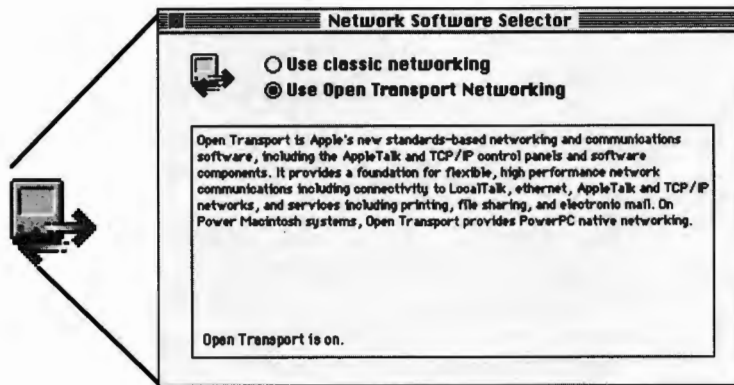 Network Software Selector
Use classic networking
Use Open Transport Networking
Open Transport is Apple's new standards-based networking and communications
software, including the AppleTalk and TCP/IP control panels and software
components. It provides a foundation for flexible, high performance network
communications including connectivity to LocalTalk, ethernet, AppleTalk and TCP/IP
networks, and services including printing, file sharing, and electronic mail. On
Power Macintosh systems, Open Transport provides PowerPC native networking.
Open Transport is on.